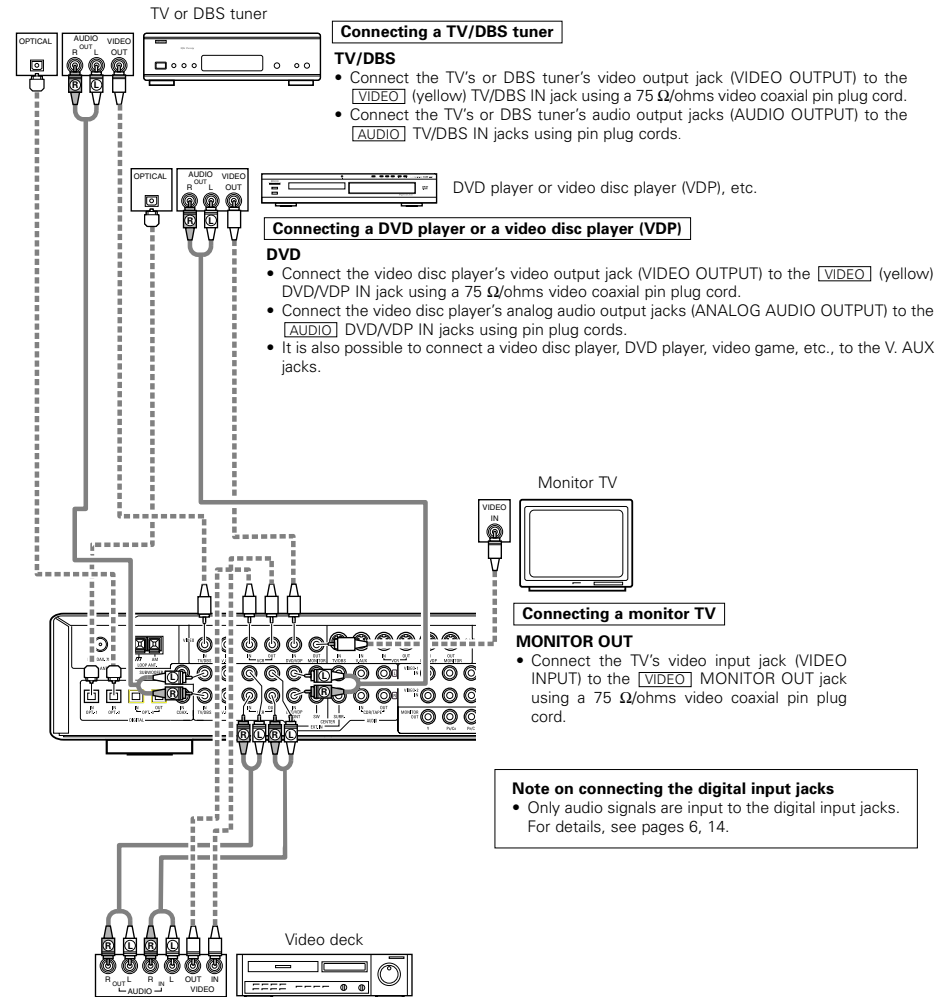 TV or DBS tuner
OPTICAL
AUDIO
OUT
R L
VIDEO
OUT
R L
Connecting a TV/DBS tuner
TV/DBS
• Connect the TV's or DBS tuner's video output jack (VIDEO OUTPUT) to the
VIDEO (yellow) TV/DBS IN jack using a 75 Ω/ohms video coaxial pin plug cord.
• Connect the TV's or DBS tuner's audio output jacks (AUDIO OUTPUT) to the
AUDIO TV/DBS IN jacks using pin plug cords.
OPTICAL
AUDIO
OUT
R L
VIDEO
OUT
R L
DVD player or video disc player (VDP), etc.
Connecting a DVD player or a video disc player (VDP)
DVD
• Connect the video disc player's video output jack (VIDEO OUTPUT) to the VIDEO (yellow)
DVD/VDP IN jack using a 75 Ω/ohms video coaxial pin plug cord.
• Connect the video disc player's analog audio output jacks (ANALOG AUDIO OUTPUT) to the
AUDIO DVD/VDP IN jacks using pin plug cords.
• It is also possible to connect a video disc player, DVD player, video game, etc., to the V. AUX
jacks.
Monitor TV
VIDEO
IN
Connecting a monitor TV
MONITOR OUT
• Connect the TV's video input jack (VIDEO
INPUT) to the VIDEO MONITOR OUT jack
using a 75 Ω/ohms video coaxial pin plug
cord.
Note on connecting the digital input jacks
• Only audio signals are input to the digital input jacks.
For details, see pages 6, 14.
LOOP ANT.
DIGITAL
L
R
L
R
R L R L
R L R L
R L R L OUT IN
OUT IN
AUDIO VIDEO
Video deck